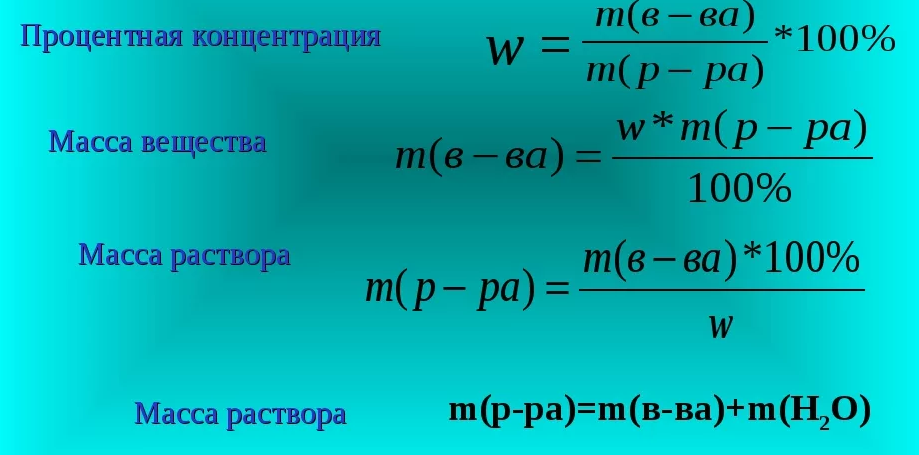 Процентная концентрация w = m(в – ва) / m(р – ра) *100%
Масса вещества m(в – ва) = w * m(р – ра) / 100%
Масса раствора m(р – ра) = m(в – ва) *100% / w
Масса раствора m(р-ра)=m(в-ва)+m(H₂O)